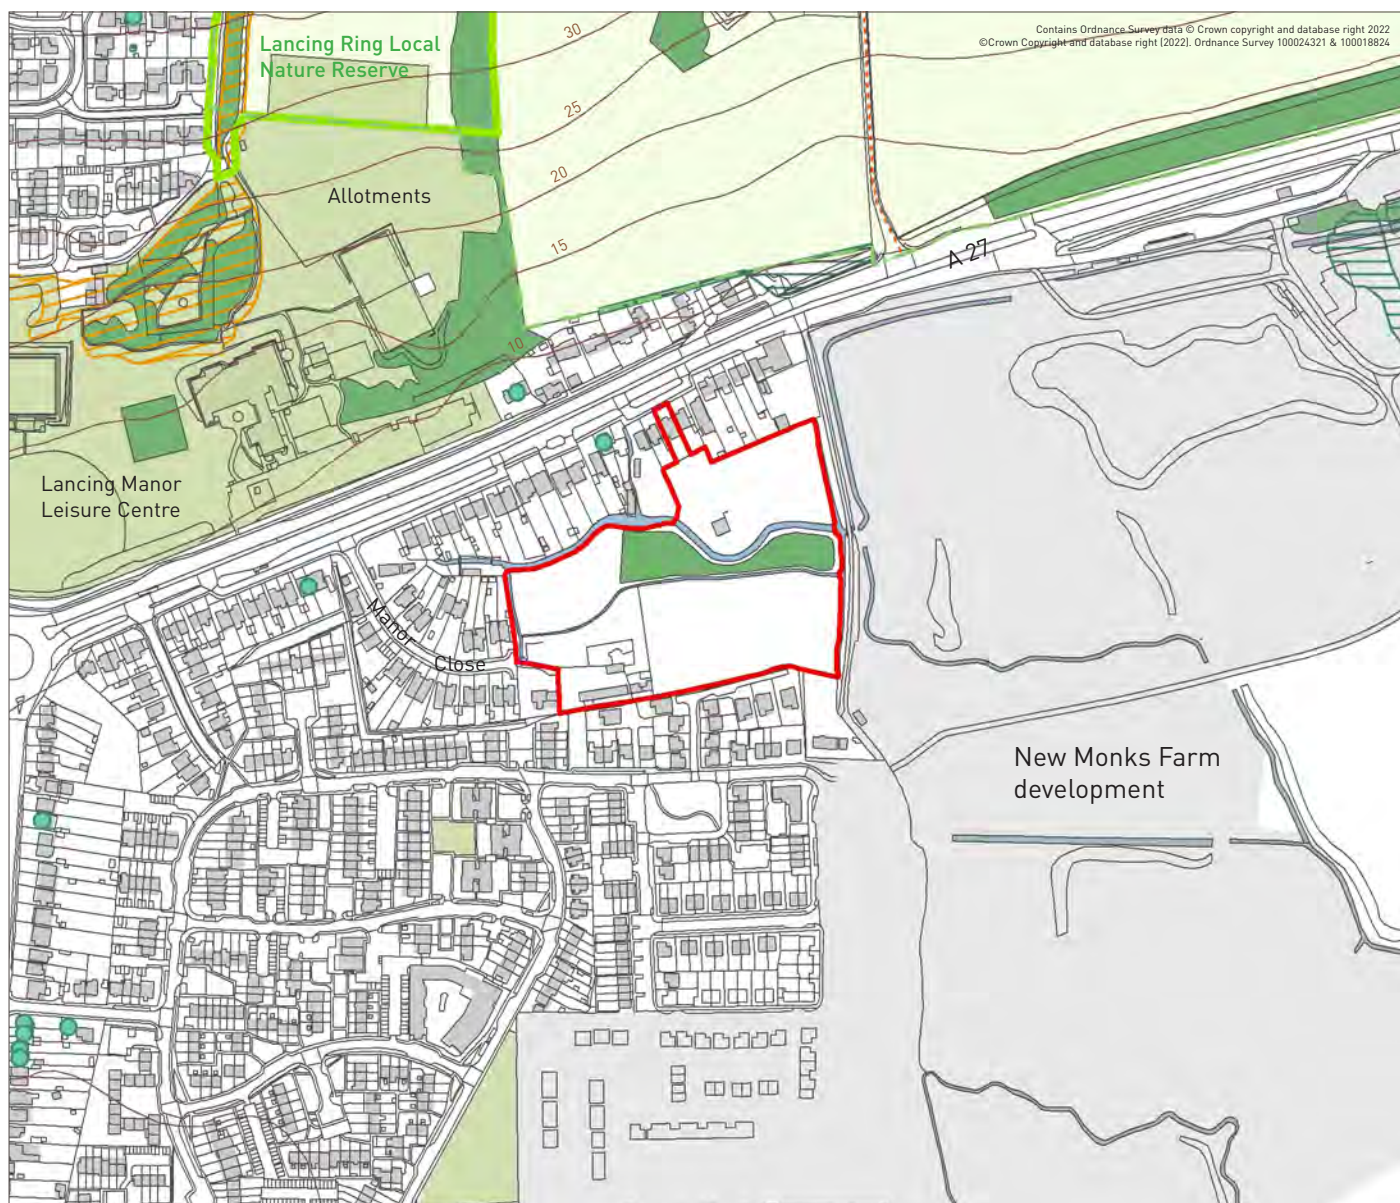 Contains Ordnance Survey data © Crown copyright and database right 2022
©Crown Copyright and database right [2022]. Ordnance Survey 100024321 & 100018824
Lancing Ring Local
Nature Reserve
30
25
20
15
10
Allotments
A 27
Lancing Manor
Leisure Centre
Manor
Close
New Monks Farm
development